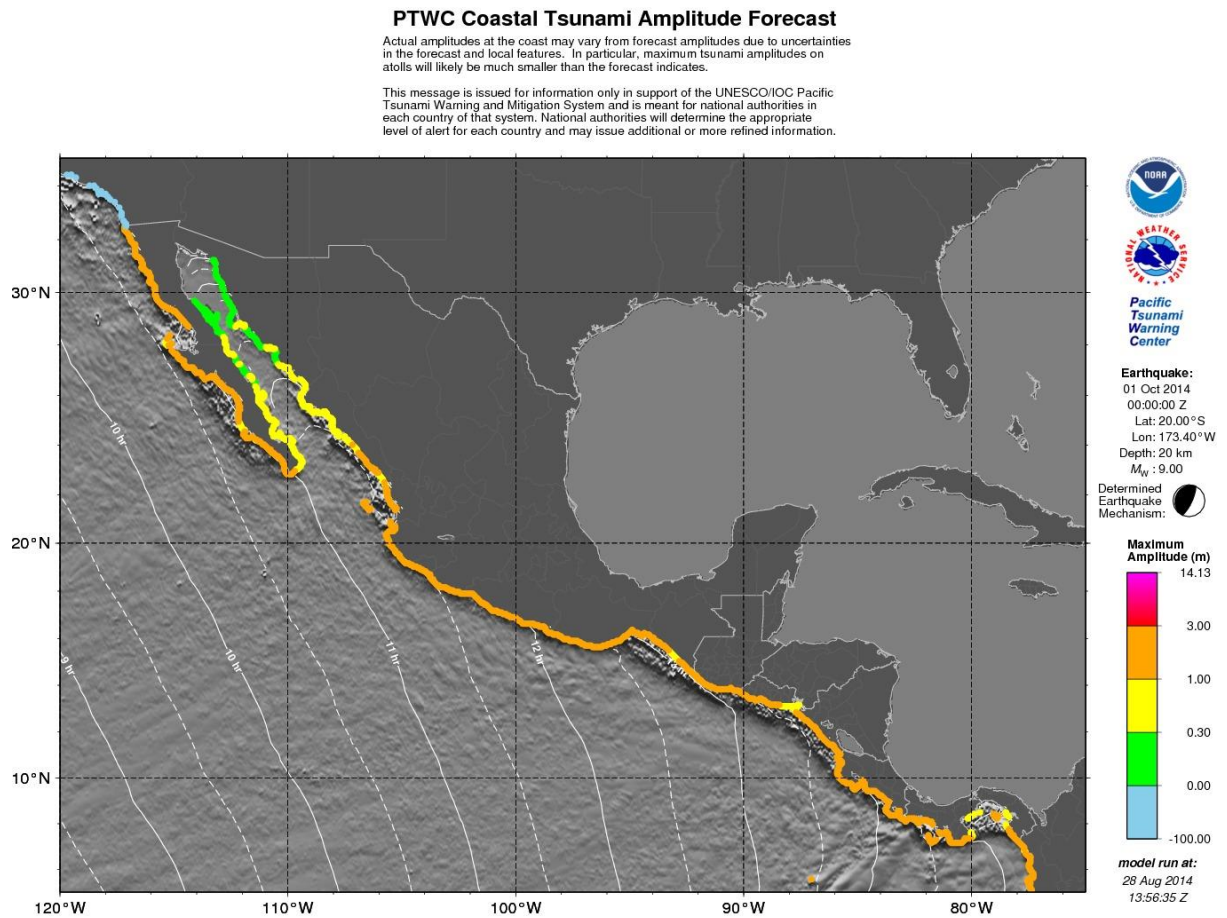 PTWC Coastal Tsunami Amplitude Forecast
Actual amplitudes at the coast may vary from forecast amplitudes due to uncertainties
in the forecast and local features. In particular, maximum tsunami amplitudes on
atolls will likely be much smaller than the forecast indicates.
This message is issued for information only in support of the UNESCO/IOC Pacific
Tsunami Warning and Mitigation System and is meant for national authorities in
each country of that system. National authorities will determine the appropriate
level of alert for each country and may issue additional or more refined information.
NOAA
NATIONAL WEATHER SERVICE
Pacific
Tsunami
Warning
Center
Earthquake:
01 Oct 2014
00:00:00 Z
Lat: 20.00°S
Lon: 173.40°W
Depth: 20 km
Mw : 9.00
Determined
Earthquake
Mechanism:
Maximum
Amplitude (m)
14.13
3.00
1.00
0.30
0.00
-100.00
model run at:
28 Aug 2014
13:56:35 Z
30°N
20°N
10°N
10 hr
9 hr
10 hr
11 hr
12 hr
120°W
110°W
100°W
90°W
80°W